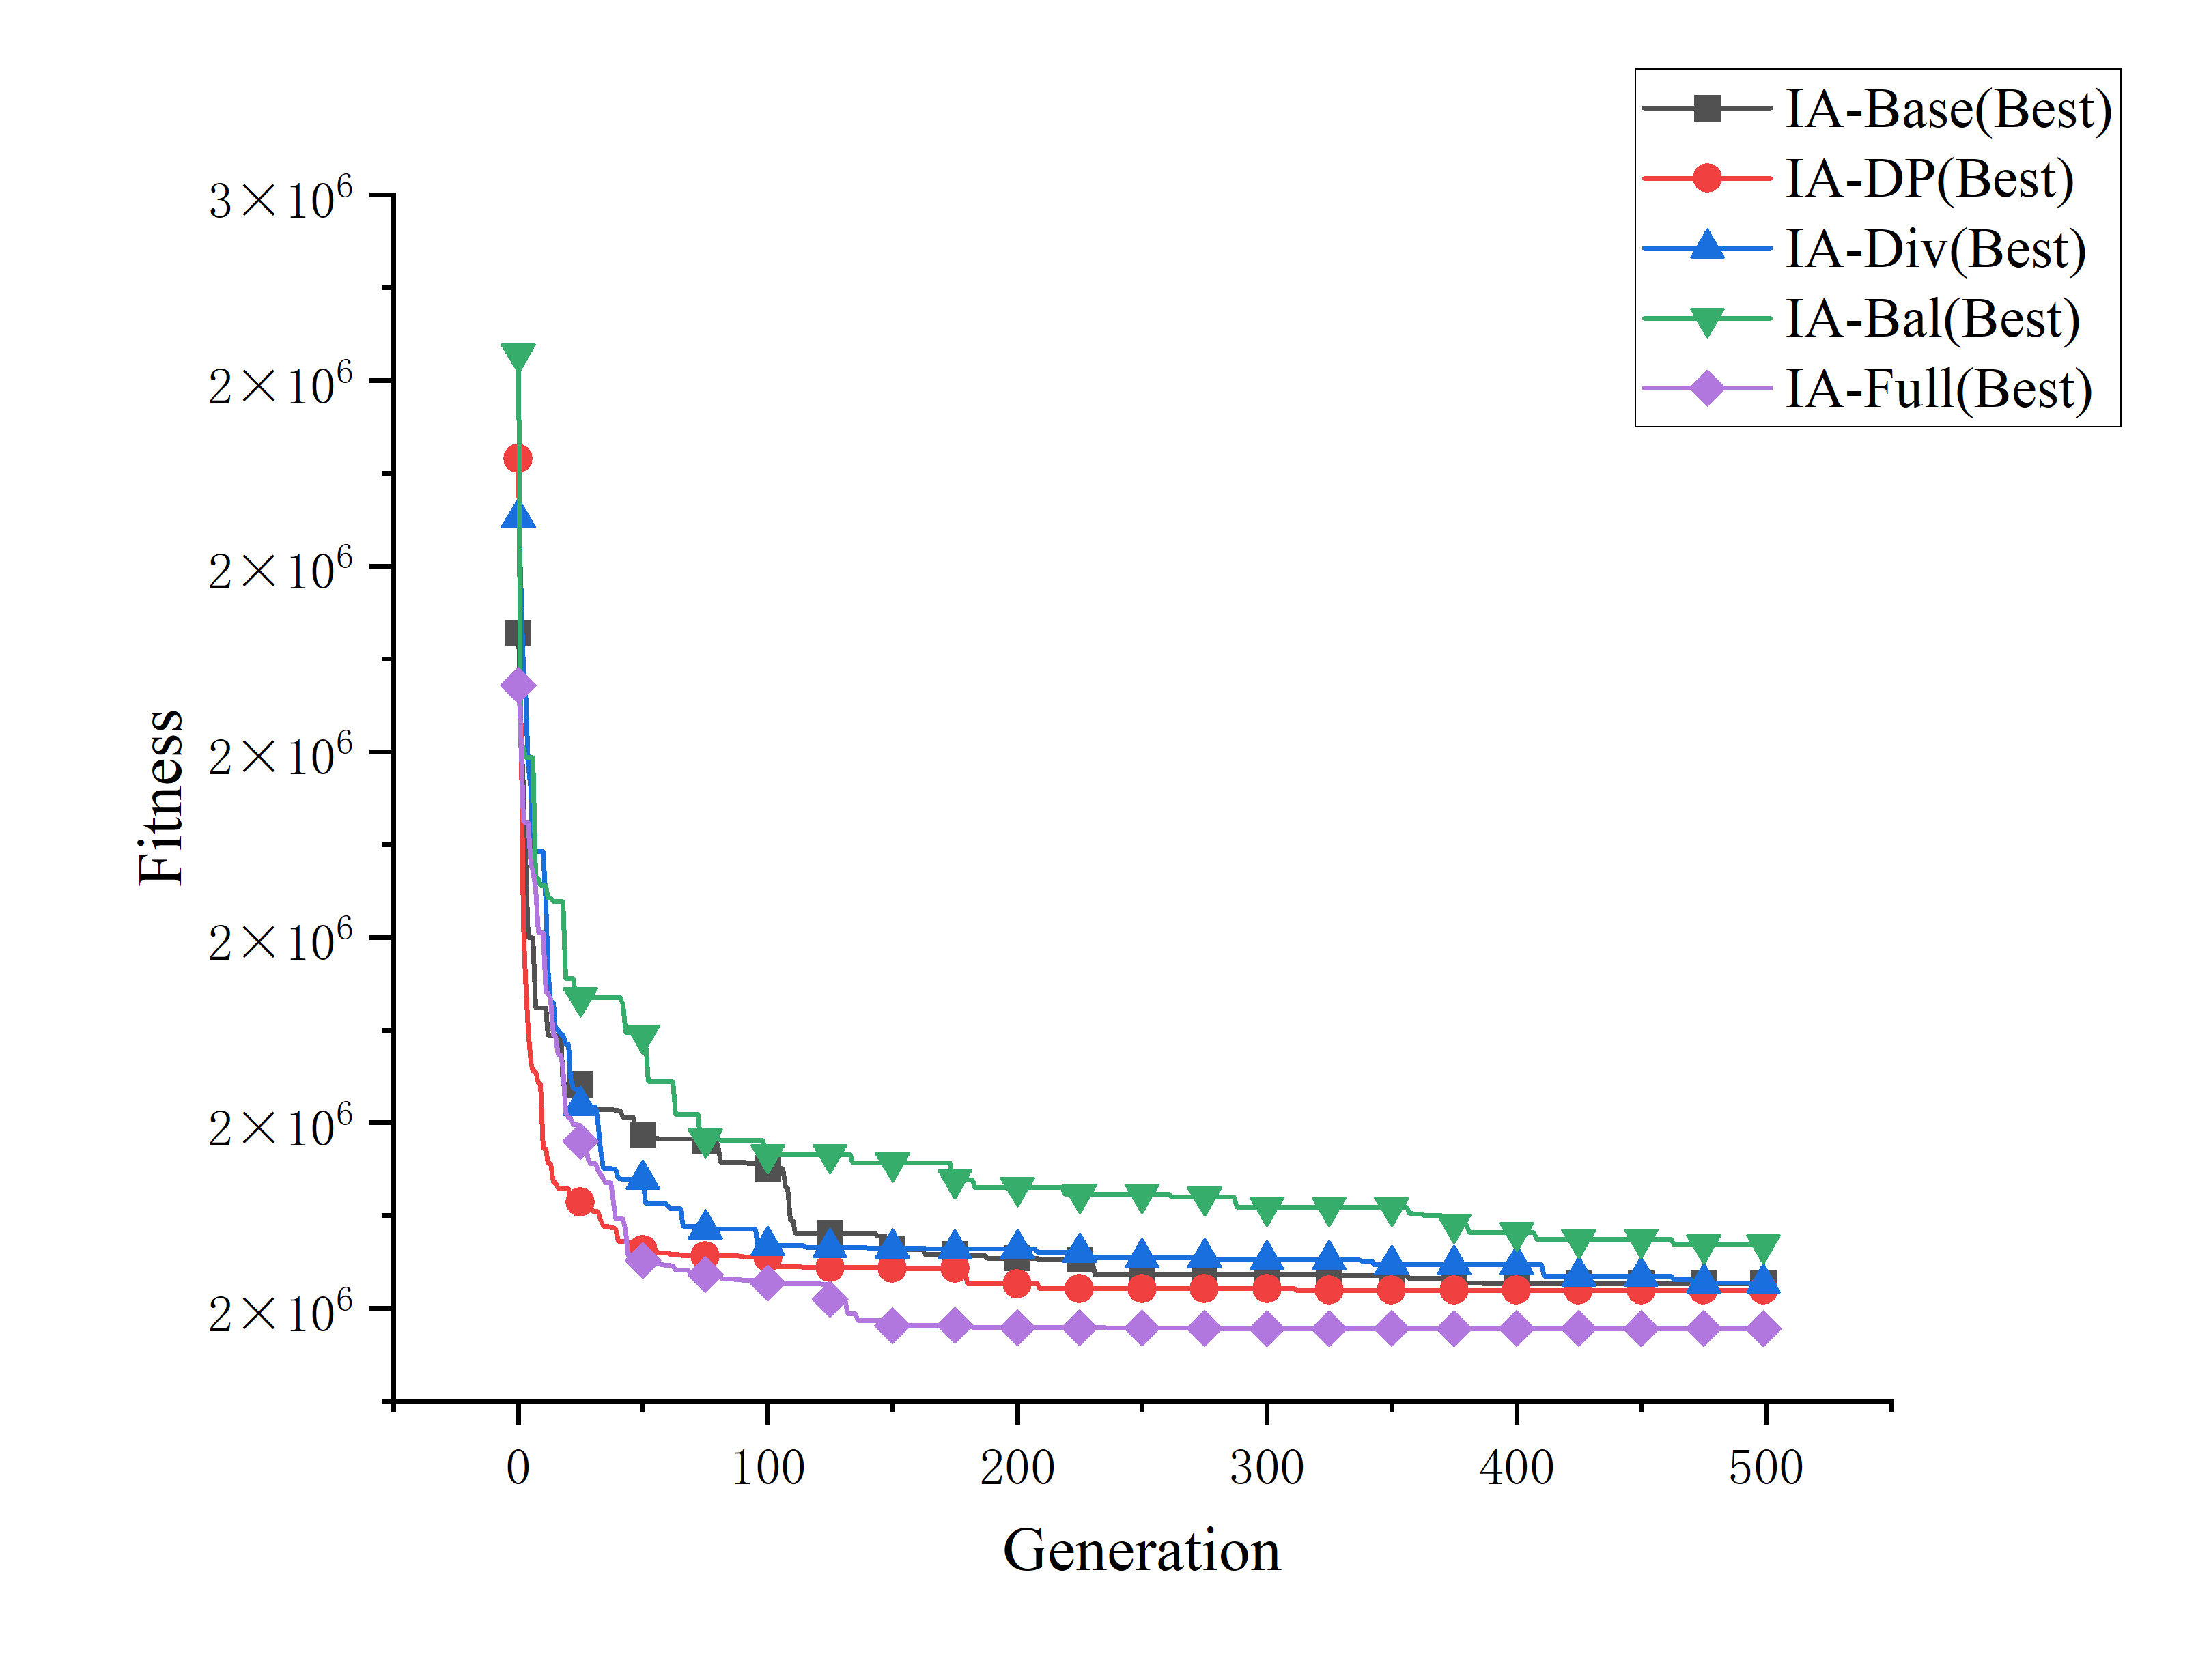 IA-Base(Best)
IA-DP(Best)
IA-Div(Best)
IA-Bal(Best)
IA-Full(Best)
3×10⁶
2×10⁶
2×10⁶
2×10⁶
2×10⁶
2×10⁶
2×10⁶
Fitness
0 100 200 300 400 500
Generation